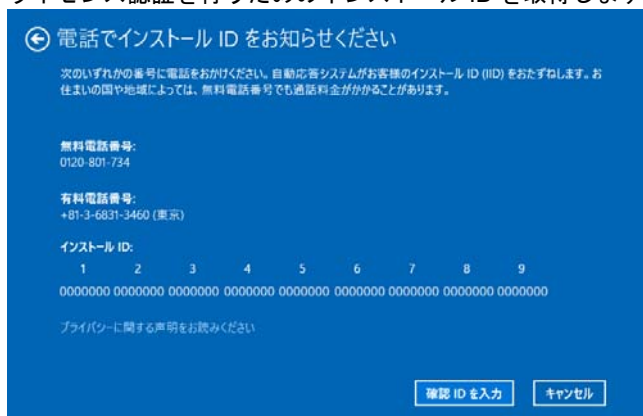 電話でインストール ID をお知らせください
次のいずれかの番号に電話をおかけください。自動応答システムがお客様のインストール ID (IID) をおたずねします。お
住まいの国や地域によっては、無料電話番号でも通話料金がかかることがあります。
無料電話番号:
0120-801-734
有料電話番号:
+81-3-6831-3460 (東京)
インストール ID:
1 2 3 4 5 6 7 8 9
0000000 0000000 0000000 0000000 0000000 0000000 0000000 0000000 0000000
プライバシーに関する声明をお読みください
確認 ID を入力 キャンセル